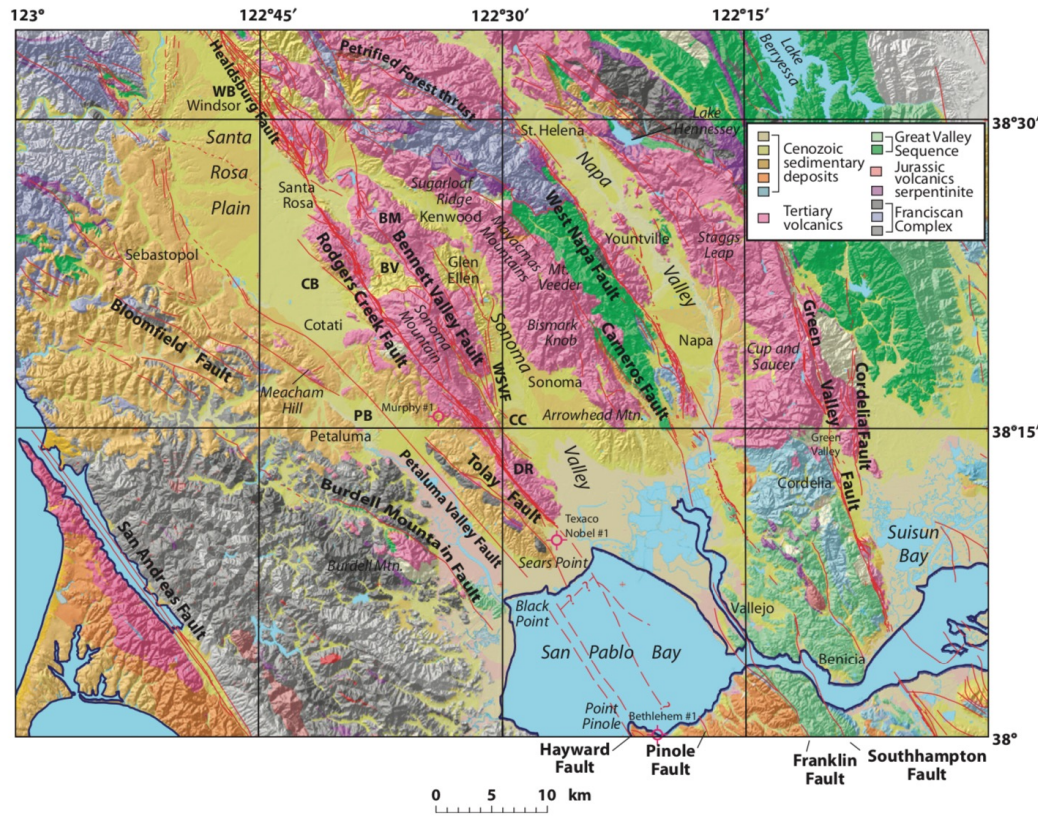 123°
122°45'
122°30'
122°15'
Healdsburg Fault
WB
Windsor
Petrified Forest thrust
Lake
Berryessa
Lake
Hennessey
38°30
St. Helena
Santa
Rosa
Plain
Napa
Valley
Cenozoic
sedimentary
deposits
Tertiary
volcanics
Great Valley
Sequence
Jurassic
volcanics
serpentinite
Franciscan
Complex
Santa
Rosa
Sugarloaf
Ridge
BM
Kenwood
Mayacmas
Mountains
West Napa Fault
Yountville
Staggs
Leap
Sebastopol
Rodgers Creek Fault
Bennett Valley Fault
BV
Glen
Ellen
Mt.
Veeder
CB
Bloomfield Fault
Cotati
Sonoma
Mountain
Sonoma
Valley
Bismark
Knob
Carneros Fault
Napa
Green
Valley
Fault
Cup and
Saucer
Cordelia Fault
Meacham
Hill
WSVF
Sonoma
PB
Murphy #1
CC
Arrowhead Mtn.
38°15
Petaluma
Green
Valley
Tolay
Fault
DR
Cordelia
Petaluma Valley Fault
Burdell Mountain Fault
Burdell Mtn.
San Andreas Fault
Texaco
Nobel #1
Sears Point
Suisun
Bay
Black
Point
Vallejo
San Pablo Bay
Benicia
Point
Pinole
Bethlehem #1
38°
Hayward
Fault
Pinole
Fault
Franklin
Fault
Southhampton
Fault
0 5 10 km